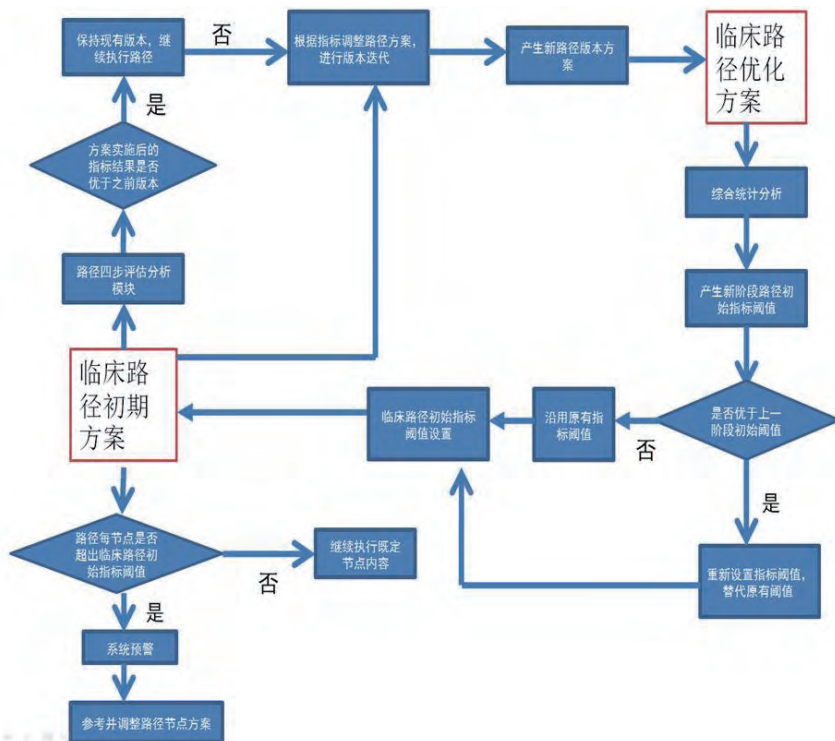 保持现有版本，继
续执行路径
否
根据指标调整路径方案，
进行版本迭代
产生新路径版本方
案
临床路
径优化
方案
是
方案实施后的
指标结果是否
优于之前版本
综合统计分析
路径四步评估分析
模块
产生新阶段路径初
始指标阈值
临床路
径初期
方案
临床路径初始指标
阈值设置
沿用原有指
标阈值
否
是否优于上一
阶段初始阈值
是
路径每节点是否
超出临床路径初
始指标阈值
否
继续执行既定
节点内容
重新设置指标阈值，
替代原有阈值
是
系统预警
参考并调整路径节点方案